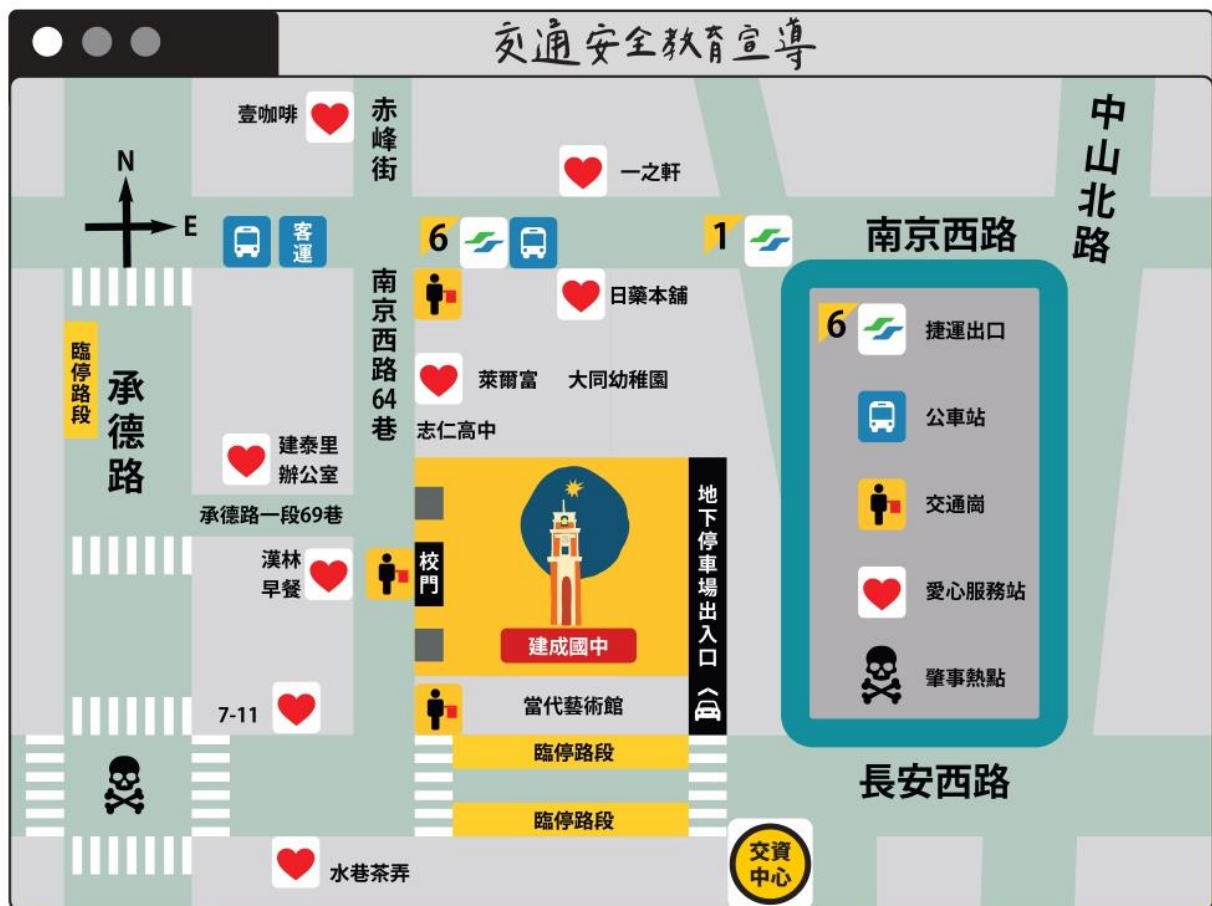 交通安全教育宣導
壹咖啡
赤峰街
中山北路
一之軒
N
E
客運
6
1
南京西路
南京西路64巷
日藥本舖
6
捷運出口
臨停路段
承德路
萊爾富
大同幼稚園
公車站
志仁高中
建泰里
辦公室
地下停車場出入口
交通崗
承德路一段69巷
漢林
早餐
校門
愛心服務站
建成國中
肇事熱點
7-11
當代藝術館
臨停路段
長安西路
臨停路段
交資
中心
水巷茶弄